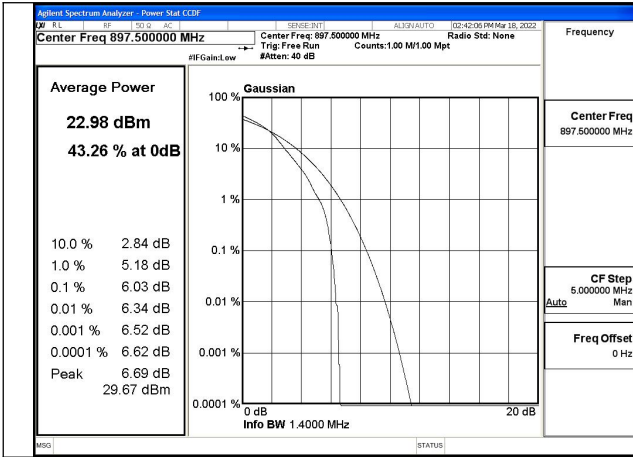 Agilent Spectrum Analyzer - Power Stat CCDF
RL RF 50 Ω AC SENSE:INT ALIGN AUTO 02:42:06 PM Mar 18, 2022
Center Freq 897.500000 MHz
Center Freq: 897.500000 MHz Radio Std: None
Trig: Free Run Counts:1.00 M/1.00 Mpt
#IFGain:Low #Atten: 40 dB
Frequency
Average Power
22.98 dBm
43.26 % at 0dB
10.0 % 2.84 dB
1.0 % 5.18 dB
0.1 % 6.03 dB
0.01 % 6.34 dB
0.001 % 6.52 dB
0.0001 % 6.62 dB
Peak 6.69 dB
29.67 dBm
Gaussian
100 %
10 %
1 %
0.1 %
0.01 %
0.001 %
0.0001 %
0 dB 20 dB
Info BW 1.4000 MHz
Center Freq
897.500000 MHz
CF Step
5.000000 MHz
Auto Man
Freq Offset
0 Hz
MSG STATUS